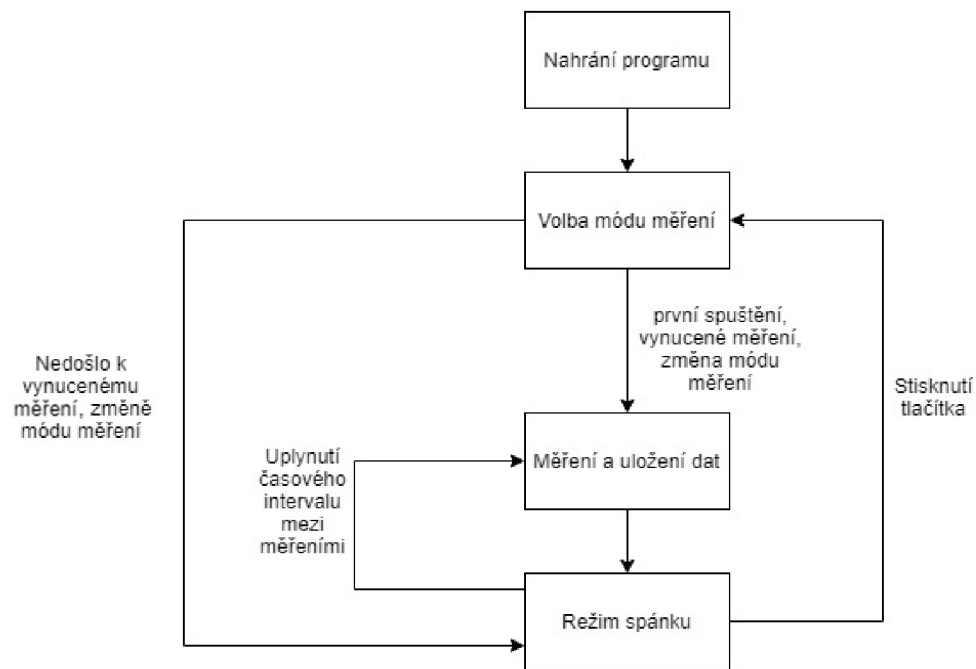 Nahrání programu
Volba módu měření
první spuštění,
vynucené měření,
změna módu
měření
Nedošlo k
vynucenému
měření, změně
módu měření
Stisknutí
tlačítka
Uplynutí
časového
intervalu
mezi
měřeními
Měření a uložení dat
Režim spánku